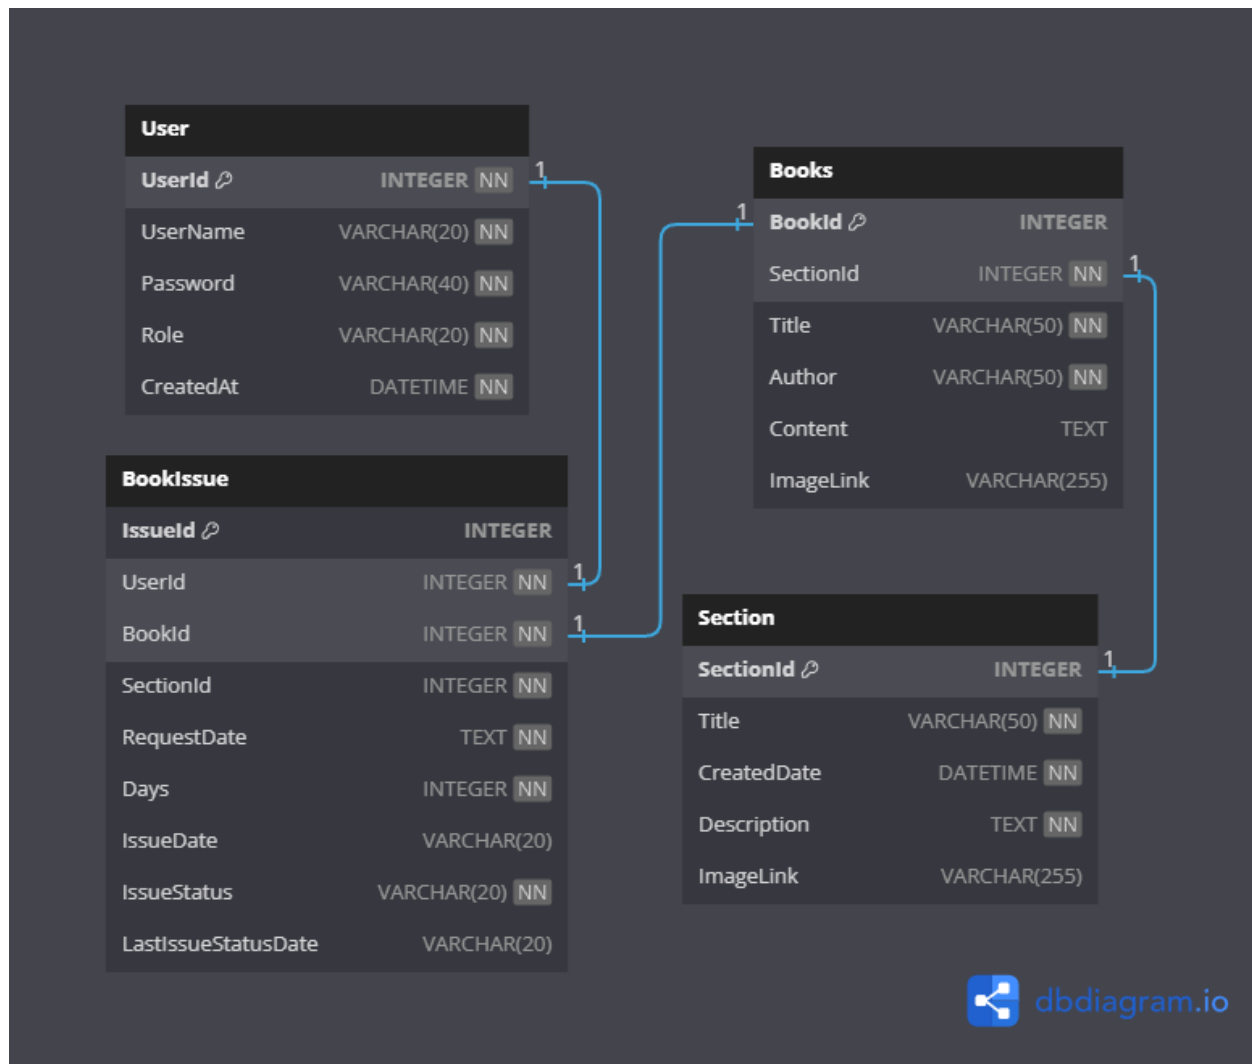 User
UserId INTEGER NN
UserName VARCHAR(20) NN
Password VARCHAR(40) NN
Role VARCHAR(20) NN
CreatedAt DATETIME NN
1
Books
1
BookId INTEGER
SectionId INTEGER NN
1
Title VARCHAR(50) NN
Author VARCHAR(50) NN
Content TEXT
ImageLink VARCHAR(255)
BookIssue
IssueId INTEGER
UserId INTEGER NN
1
BookId INTEGER NN
1
SectionId INTEGER NN
RequestDate TEXT NN
Days INTEGER NN
IssueDate VARCHAR(20)
IssueStatus VARCHAR(20) NN
LastIssueStatusDate VARCHAR(20)
Section
SectionId INTEGER
1
Title VARCHAR(50) NN
CreatedDate DATETIME NN
Description TEXT NN
ImageLink VARCHAR(255)
dbdiagram.io